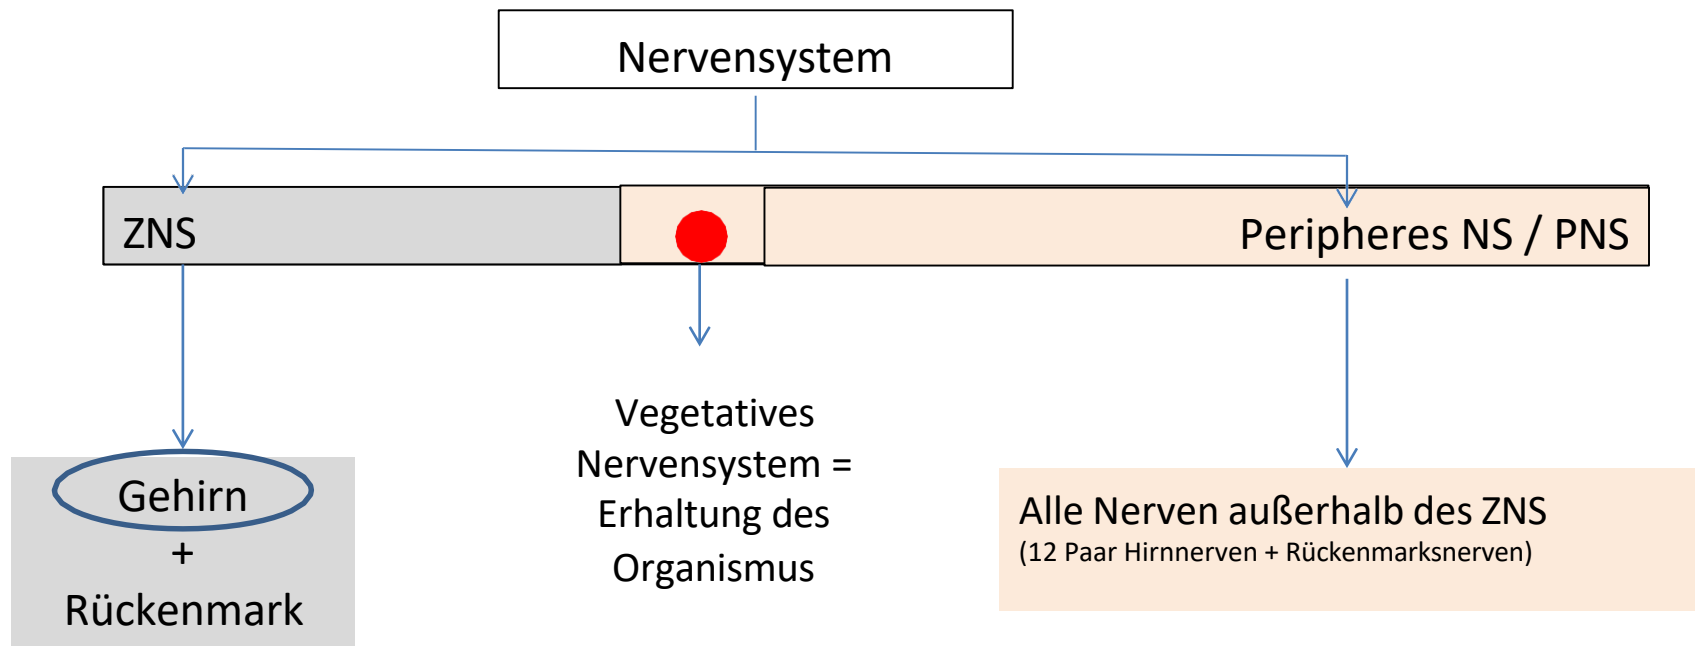 Nervensystem
ZNS
Peripheres NS / PNS
Gehirn
+
Rückenmark
Vegetatives
Nervensystem =
Erhaltung des
Organismus
Alle Nerven außerhalb des ZNS
(12 Paar Hirnnerven + Rückenmarksnerven)